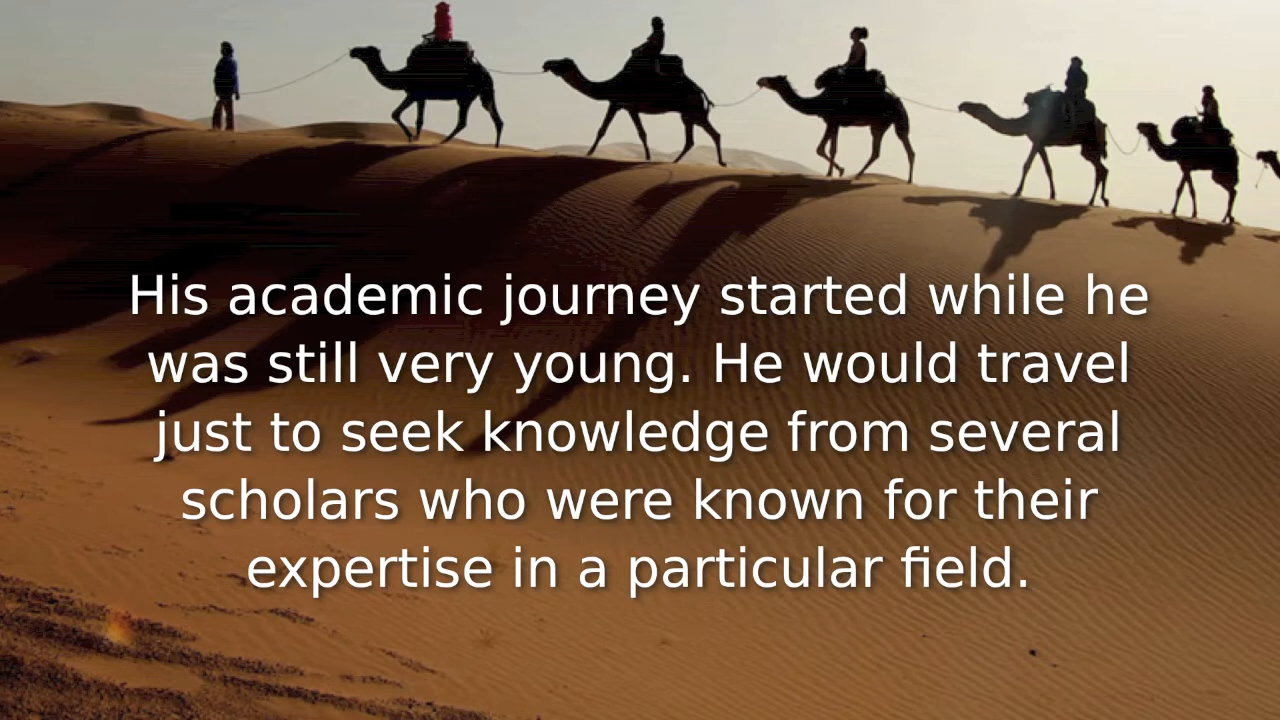 His academic journey started while he
was still very young. He would travel
just to seek knowledge from several
scholars who were known for their
expertise in a particular field.